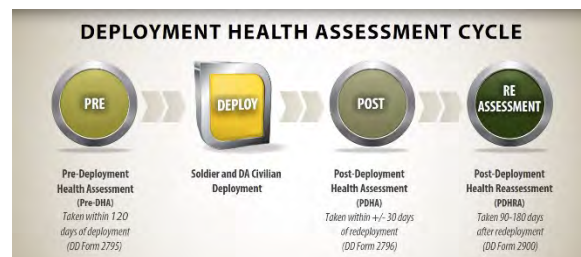 DEPLOYMENT HEALTH ASSESSMENT CYCLE
PRE
DEPLOY
POST
RE
ASSESSMENT
Pre-Deployment
Health Assessment
(Pre-DHA)
Taken within 120
days of deployment
(DD Form 2795)
Soldier and DA Civilian
Deployment
Post-Deployment
Health Assessment
(PDHA)
Taken within +/- 30 days
of redeployment
(DD Form 2796)
Post-Deployment
Health Reassessment
(PDHRA)
Taken 90-180 days
after redeployment
(DD Form 2900)